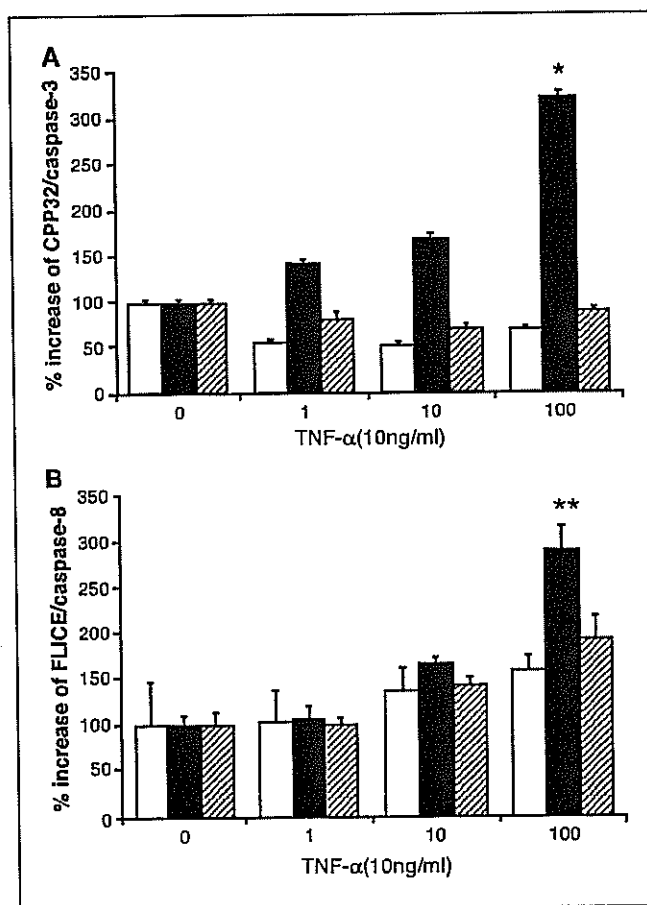 A
% increase of CPP32/caspase-3
350
300
250
200
150
100
50
0
*
0 1 10 100
TNF-α(10ng/ml)
B
% increase of FLICE/caspase-8
350
300
250
200
150
100
50
0
**
0 1 10 100
TNF-α(10ng/ml)